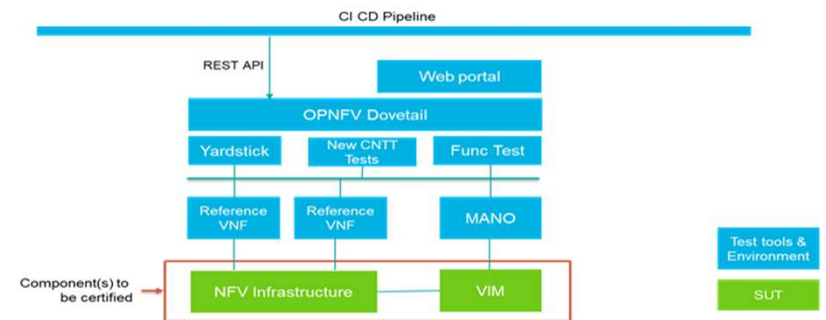 CI CD Pipeline
REST API
Web portal
OPNFV Dovetail
Yardstick
New CNTT
Tests
Func Test
Reference
VNF
Reference
VNF
MANO
Test tools &
Environment
Component(s) to
be certified
NFV Infrastructure
VIM
SUT